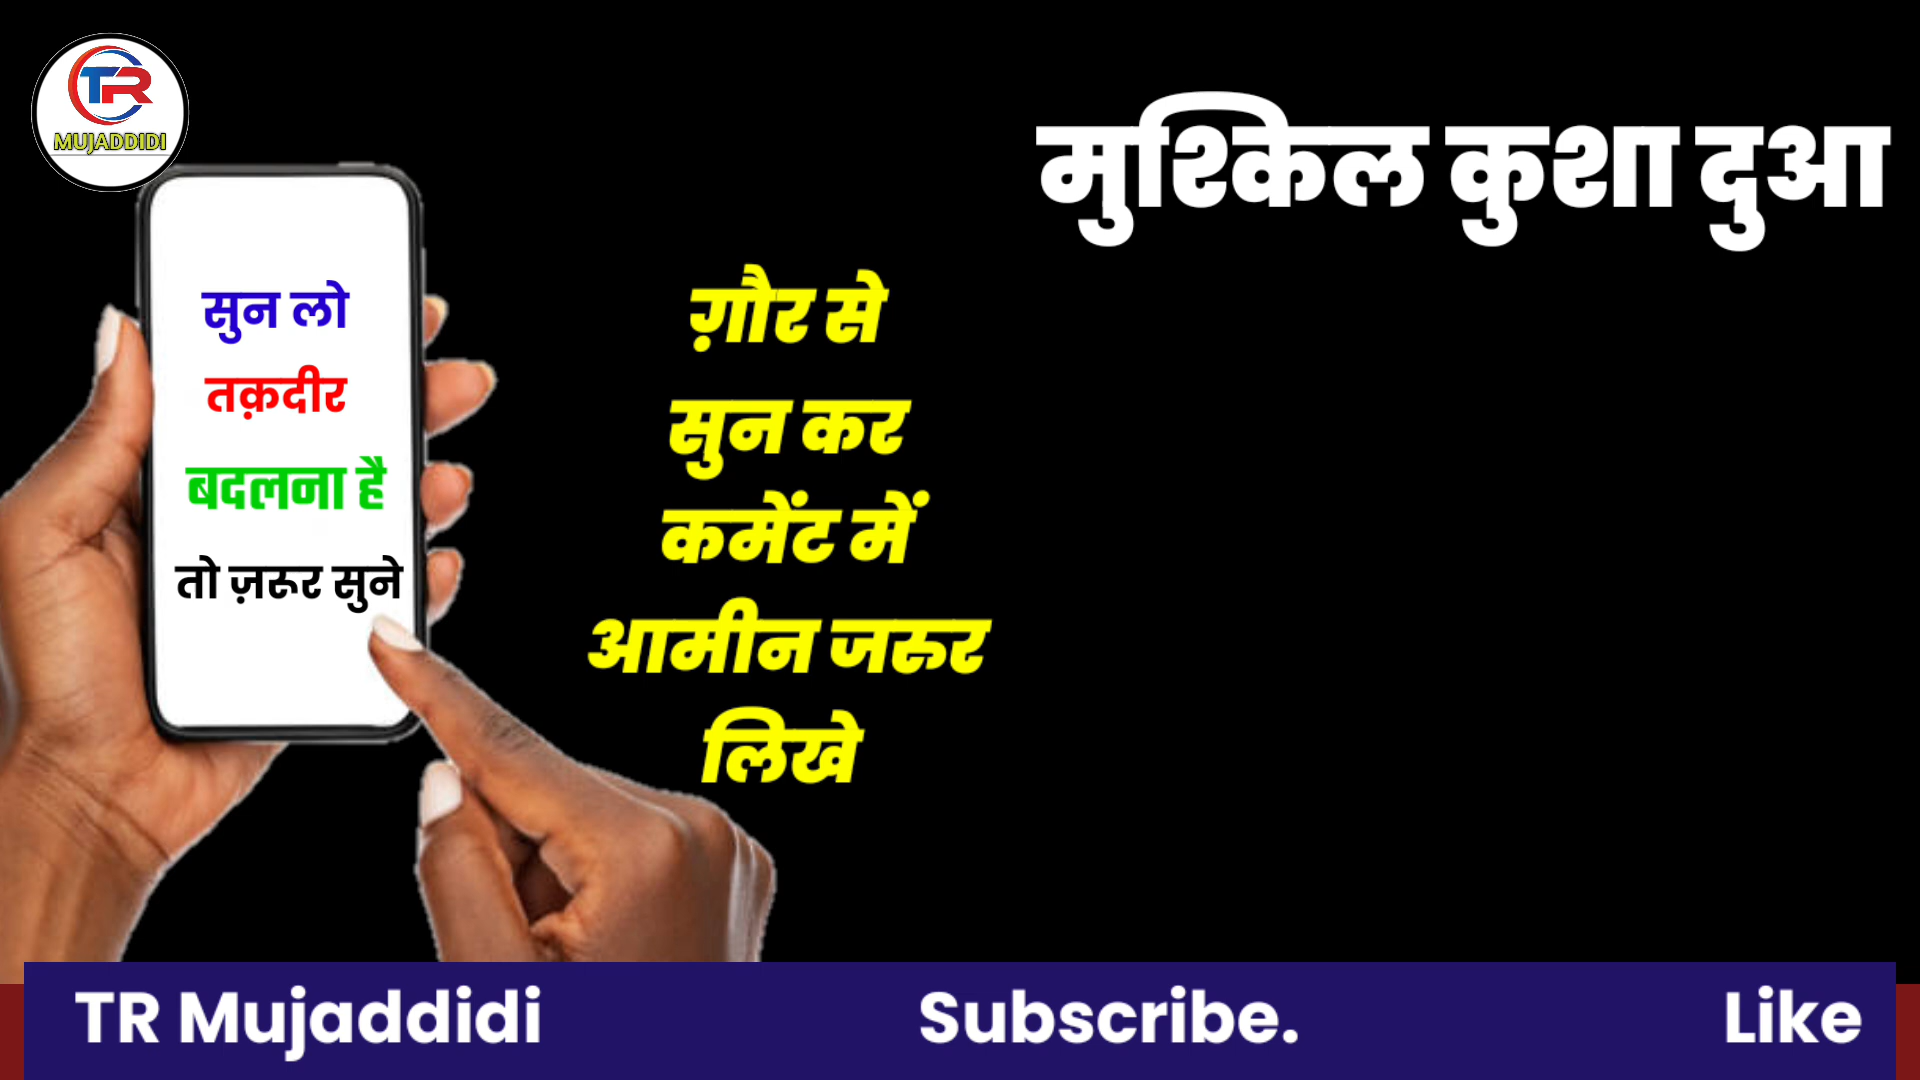 TR
MUJADDIDI
मुश्किल कुशा दुआ
सुन लो
तक़दीर
बदलना है
तो ज़रूर सुने
ग़ौर से
सुन कर
कमेंट में
आमीन जरुर
लिखे
TR Mujaddidi Subscribe. Like